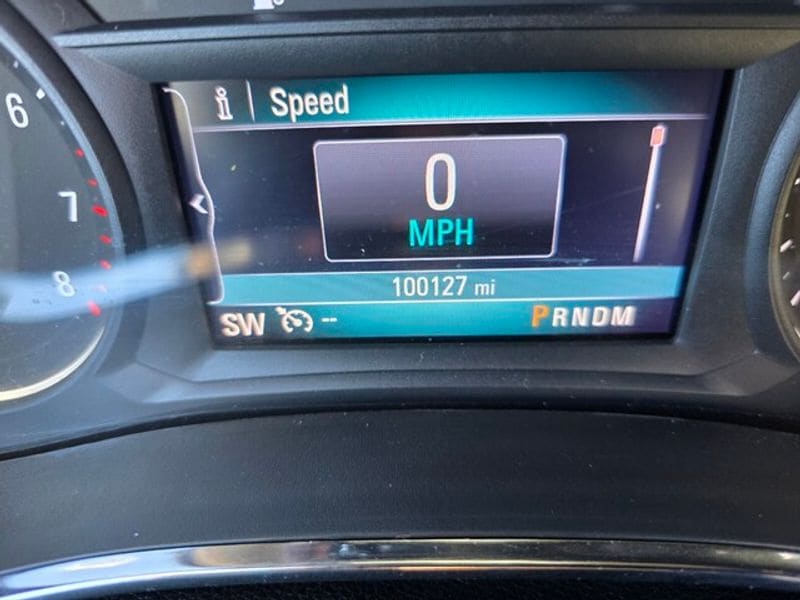 i Speed
6
7
8
0
MPH
100127 mi
SW -- PRNDM